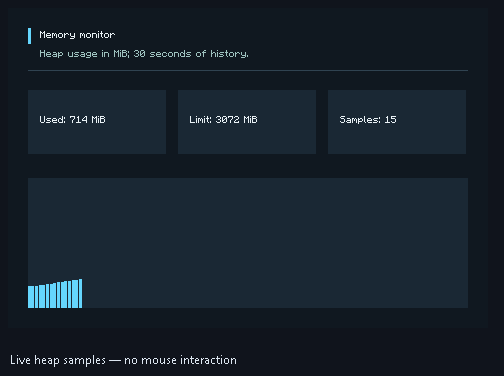 Memory monitor
Heap usage in MiB; 30 seconds of history.
Used: 714 MiB
Limit: 3072 MiB
Samples: 15
Live heap samples — no mouse interaction